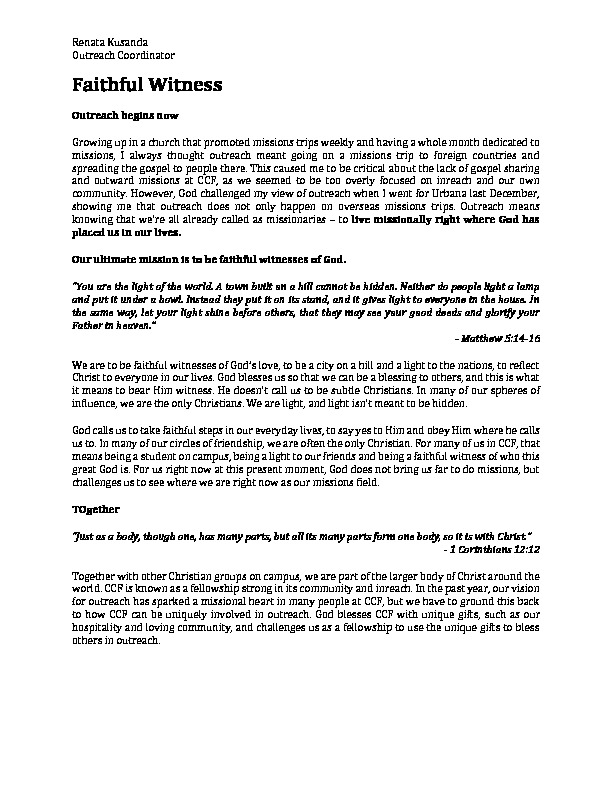 Renata Kusanda
Outreach Coordinator
Faithful Witness
Outreach begins now
Growing up in a church that promoted missions trips weekly and having a whole month dedicated to
missions, I always thought outreach meant going on a missions trip to foreign countries and
spreading the gospel to people there. This caused me to be critical about the lack of gospel sharing
and outward missions at CCF, as we seemed to be too overly focused on inreach and our own
community. However, God challenged my view of outreach when I went for Urbana last December,
showing me that outreach does not only happen on overseas missions trips. Outreach means
knowing that we're all already called as missionaries – to live missionally right where God has
placed us in our lives.
Our ultimate mission is to be faithful witnesses of God.
"You are the light of the world. A town built on a hill cannot be hidden. Neither do people light a lamp
and put it under a bowl. Instead they put it on its stand, and it gives light to everyone in the house. In
the same way, let your light shine before others, that they may see your good deeds and glorify your
Father in heaven."
- Matthew 5:14-16
We are to be faithful witnesses of God's love, to be a city on a hill and a light to the nations, to reflect
Christ to everyone in our lives. God blesses us so that we can be a blessing to others, and this is what
it means to bear Him witness. He doesn't call us to be subtle Christians. In many of our spheres of
influence, we are the only Christians. We are light, and light isn't meant to be hidden.
God calls us to take faithful steps in our everyday lives, to say yes to Him and obey Him where he calls
us to. In many of our circles of friendship, we are often the only Christian. For many of us in CCF, that
means being a student on campus, being a light to our friends and being a faithful witness of who this
great God is. For us right now at this present moment, God does not bring us far to do missions, but
challenges us to see where we are right now as our missions field.
TOgether
"Just as a body, though one, has many parts, but all its many parts form one body, so it is with Christ."
- 1 Corinthians 12:12
Together with other Christian groups on campus, we are part of the larger body of Christ around the
world. CCF is known as a fellowship strong in its community and inreach. In the past year, our vision
for outreach has sparked a missional heart in many people at CCF, but we have to ground this back
to how CCF can be uniquely involved in outreach. God blesses CCF with unique gifts, such as our
hospitality and loving community, and challenges us as a fellowship to use the unique gifts to bless
others in outreach.